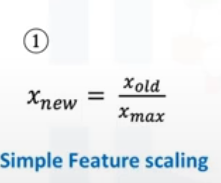 ①
x_new = x_old / x_max
Simple Feature scaling